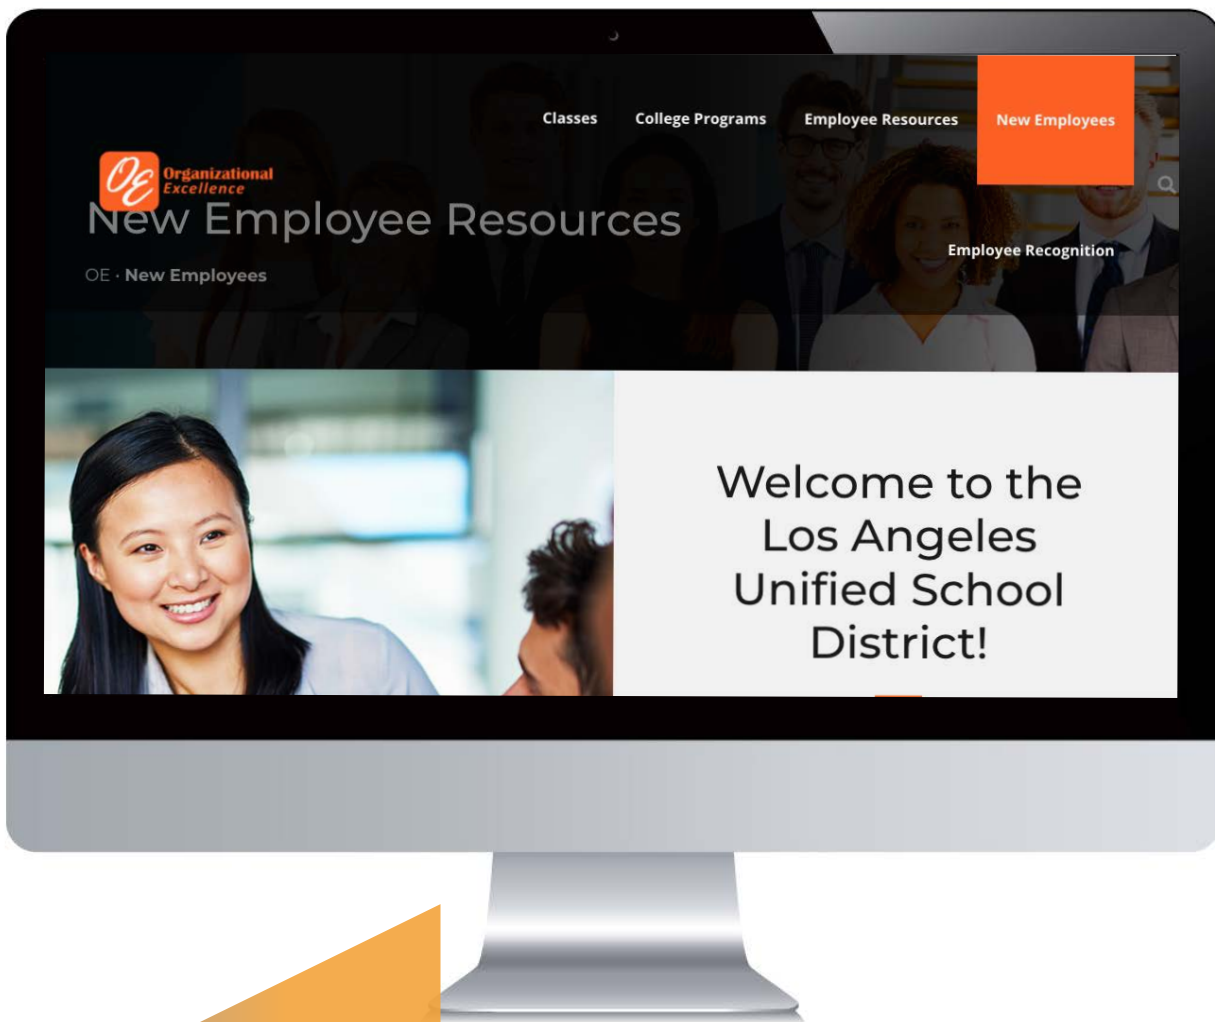 Classes
College Programs
Employee Resources
New Employees
OE Organizational
Excellence
New Employee Resources
Employee Recognition
OE · New Employees
Welcome to the
Los Angeles
Unified School
District!